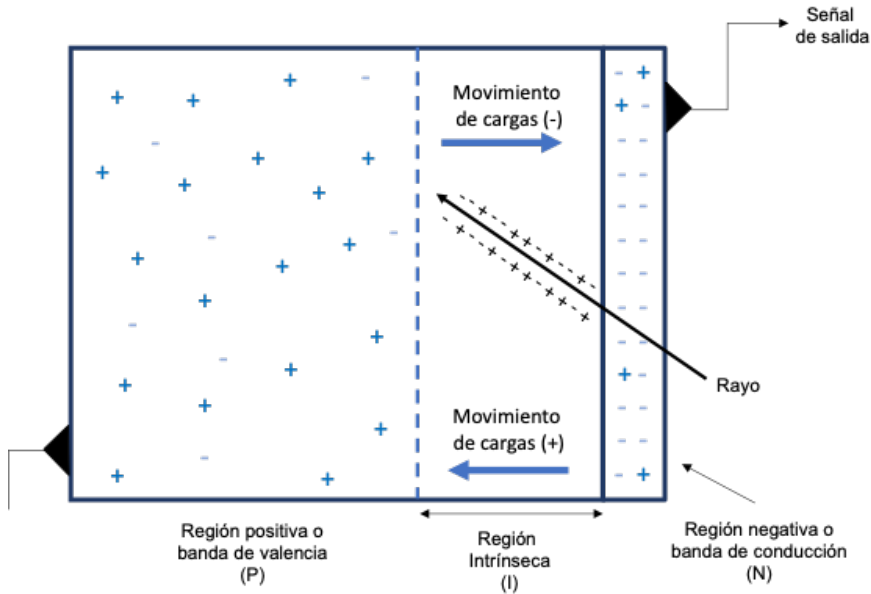 Señal
de salida
Movimiento
de cargas (-)
Rayo
Movimiento
de cargas (+)
Región positiva o
banda de valencia
(P)
Región
Intrínseca
(I)
Región negativa o
banda de conducción
(N)